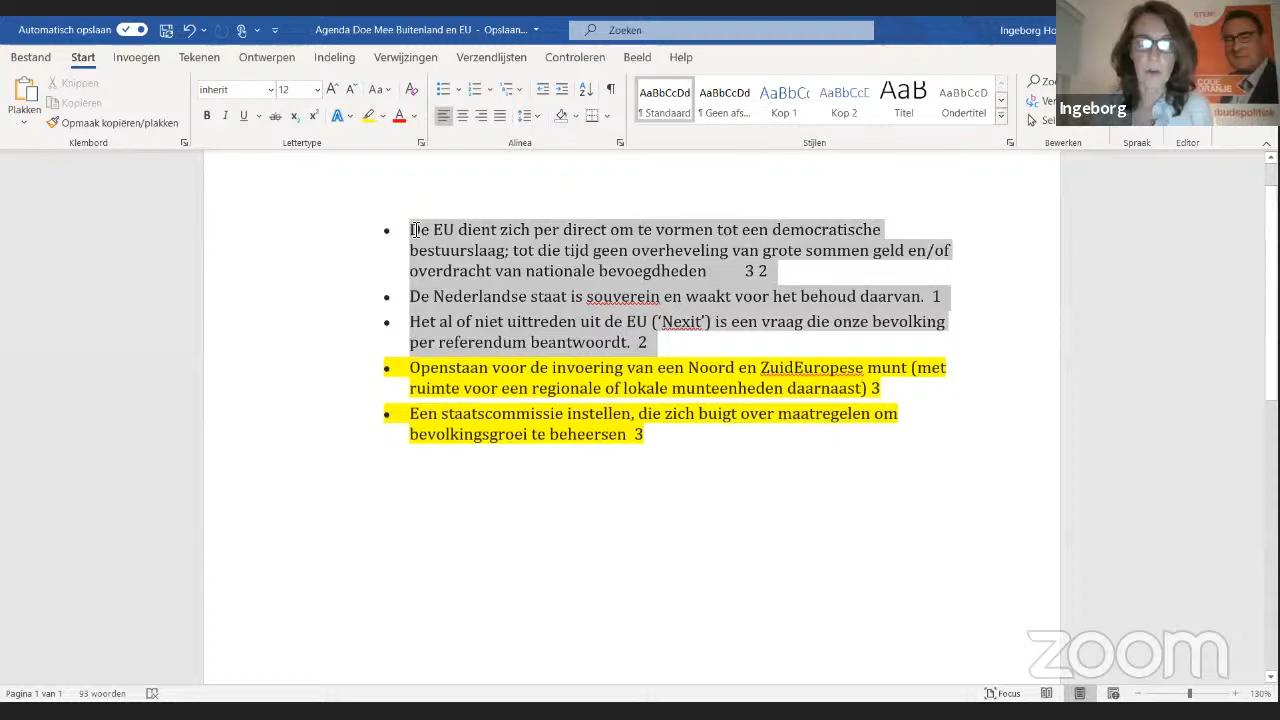 Automatisch opslaan
Agenda Doe Mee Buitenland en EU - Opslaan...
Zoeken
Ingeborg Ho
Bestand Start Invoegen Tekenen Ontwerpen Indeling Verwijzingen Verzendlijsten Controleren Beeld Help
Plakken
Knippen
Kopiëren
Opmaak kopiëren/plakken
Klembord
inherit 12
Lettertype
Alinea
AaBbCcDd AaBbCcDd AaBbCc AaBbCcD AaB AaBbCcD
¶ Standaard ¶ Geen afs... Kop 1 Kop 2 Titel Ondertitel
Stijlen
Bewerken
Spraak
Editor
STEM!
CODE
ORANJE
Ingeborg
De EU dient zich per direct om te vormen tot een democratische
bestuurslaag; tot die tijd geen overheveling van grote sommen geld en/of
overdracht van nationale bevoegdheden 3 2
De Nederlandse staat is souverein en waakt voor het behoud daarvan. 1
Het al of niet uittreden uit de EU (‘Nexit’) is een vraag die onze bevolking
per referendum beantwoordt. 2
Openstaan voor de invoering van een Noord en ZuidEuropese munt (met
ruimte voor een regionale of lokale munteenheden daarnaast) 3
Een staatscommissie instellen, die zich buigt over maatregelen om
bevolkingsgroei te beheersen 3
zoom
Pagina 1 van 1 93 woorden
Focus
130%